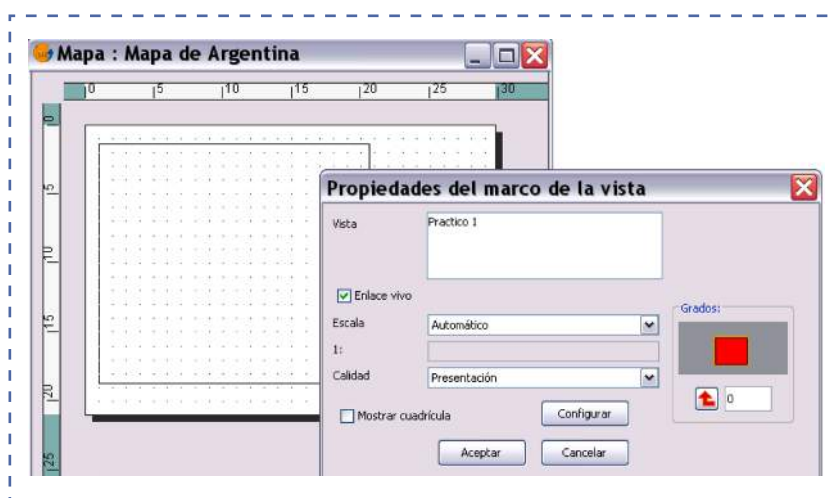 Mapa : Mapa de Argentina
0 5 10 15 20 25 30
0
5
10
15
20
25
Propiedades del marco de la vista
Vista
Practico 1
Enlace vivo
Escala
Automático
1:
Calidad
Presentación
Mostrar cuadrícula
Configurar
Aceptar
Cancelar
Grados:
0